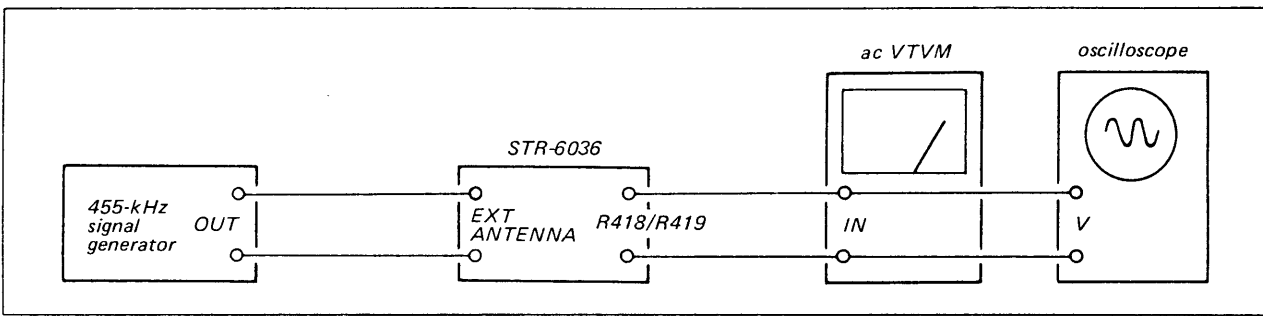 ac VTVM
oscilloscope
STR-6036
455-kHz
signal
generator
OUT
EXT
ANTENNA
R418/R419
IN
V